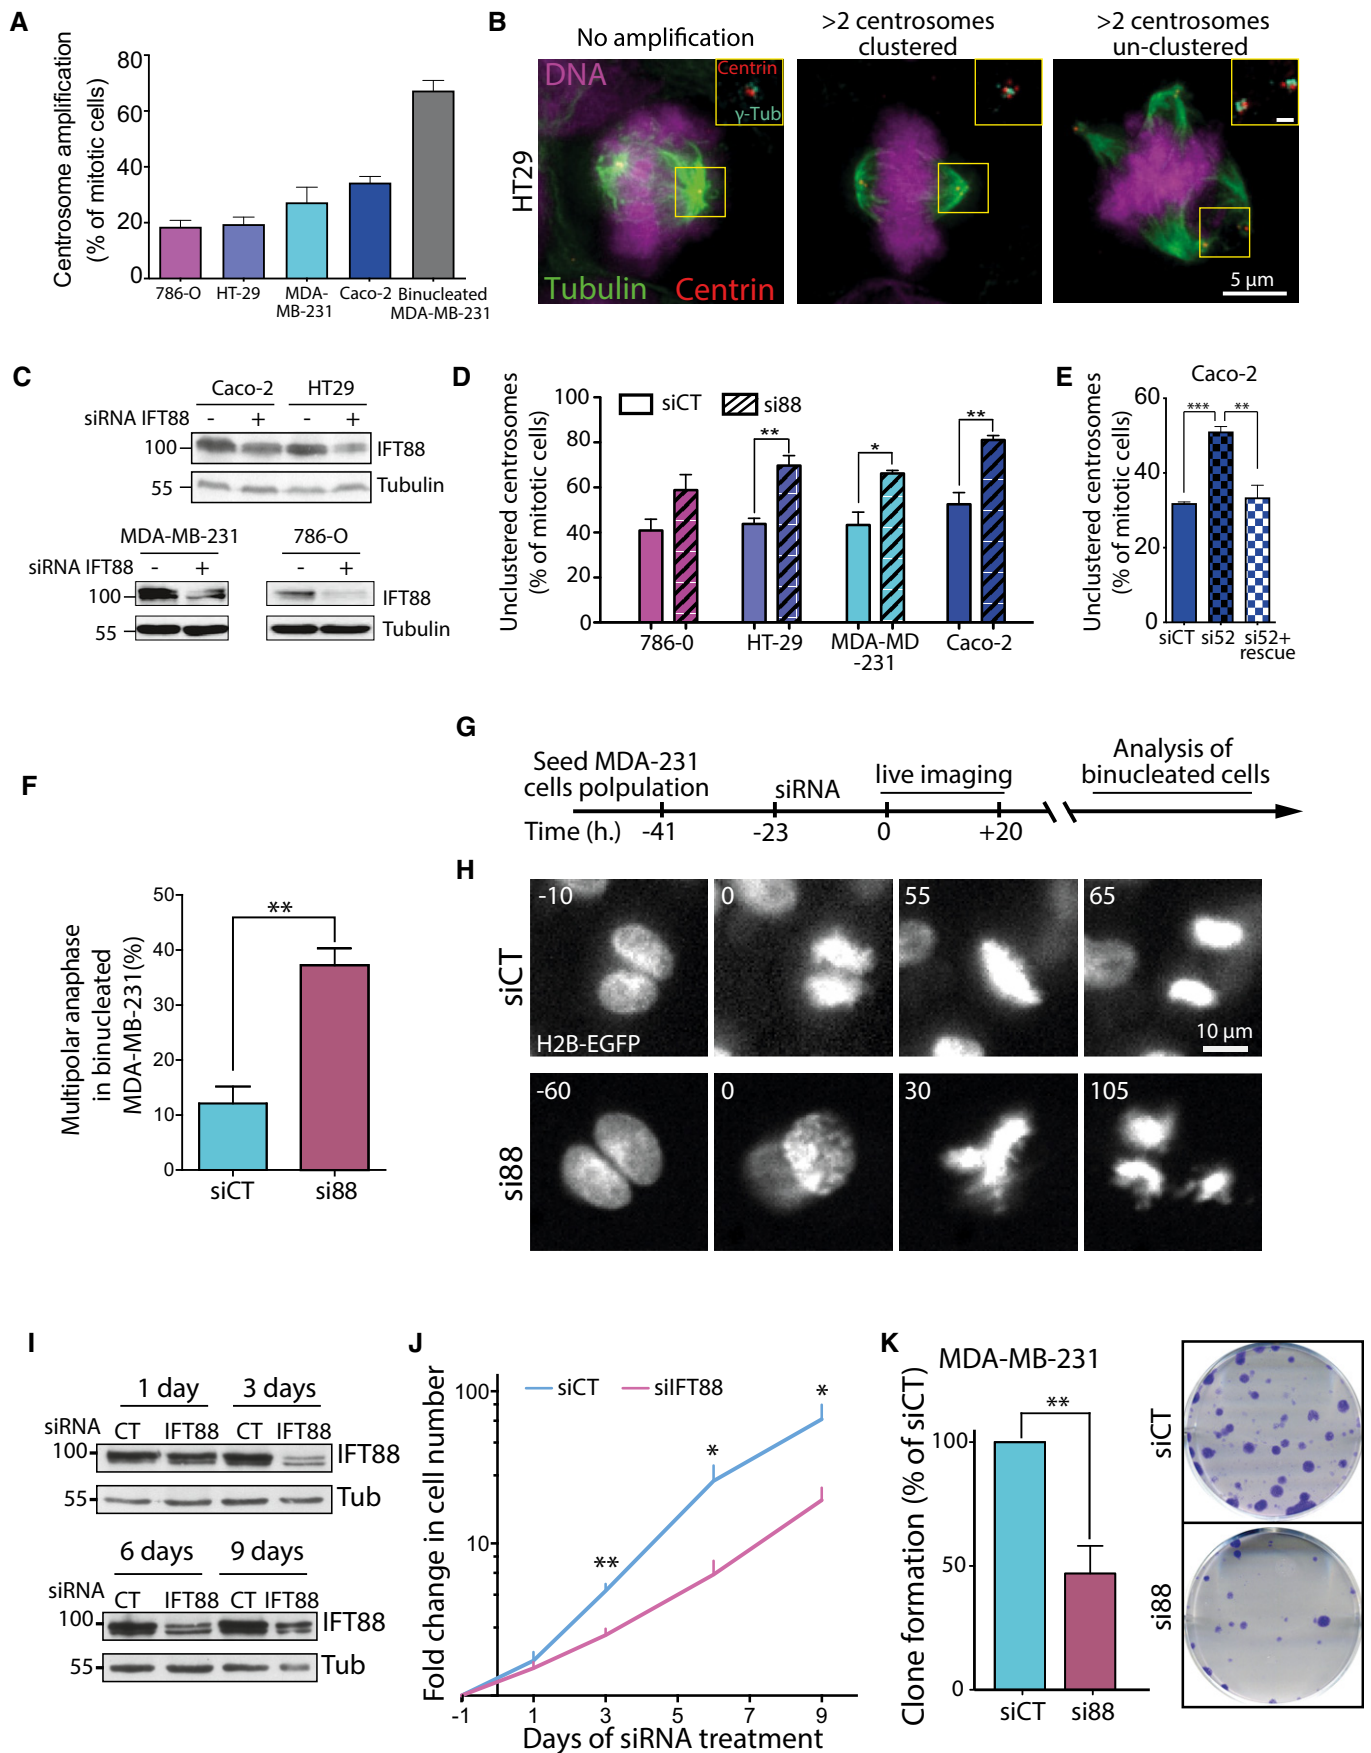 A
Centrosome amplification
(% of mitotic cells)
80
60
40
20
0
786-O
HT-29
MDA-
MB-231
Caco-2
Binucleated
MDA-MB-231
B
No amplification
>2 centrosomes
clustered
>2 centrosomes
un-clustered
HT29
DNA
Centrin
γ-Tub
Tubulin
Centrin
5 µm
C
Caco-2
HT29
siRNA IFT88
-
+
-
+
100
IFT88
55
Tubulin
MDA-MB-231
786-O
siRNA IFT88
-
+
-
+
100
IFT88
55
Tubulin
D
Unclustered centrosomes
(% of mitotic cells)
100
80
60
40
20
0
siCT
si88
**
*
**
786-0
HT-29
MDA-MD
-231
Caco-2
E
Caco-2
Unclustered centrosomes
(% of mitotic cells)
60
40
20
0
***
**
siCT
si52
si52+
rescue
F
Multipolar anaphase
in binucleated
MDA-MB-231(%)
50
40
30
20
10
0
**
siCT
si88
G
Seed MDA-231
cells polpulation
siRNA
live imaging
Analysis of
binucleated cells
Time (h.)
-41
-23
0
+20
H
siCT
-10
0
55
65
H2B-EGFP
10 µm
si88
-60
0
30
105
I
1 day
3 days
siRNA
CT
IFT88
CT
IFT88
100
IFT88
55
Tub
6 days
9 days
siRNA
CT
IFT88
CT
IFT88
100
IFT88
55
Tub
J
Fold change in cell number
100
10
siCT
siIFT88
**
*
*
-1
1
3
5
7
9
Days of siRNA treatment
K
MDA-MB-231
Clone formation (% of siCT)
100
50
0
**
siCT
si88
siCT
si88